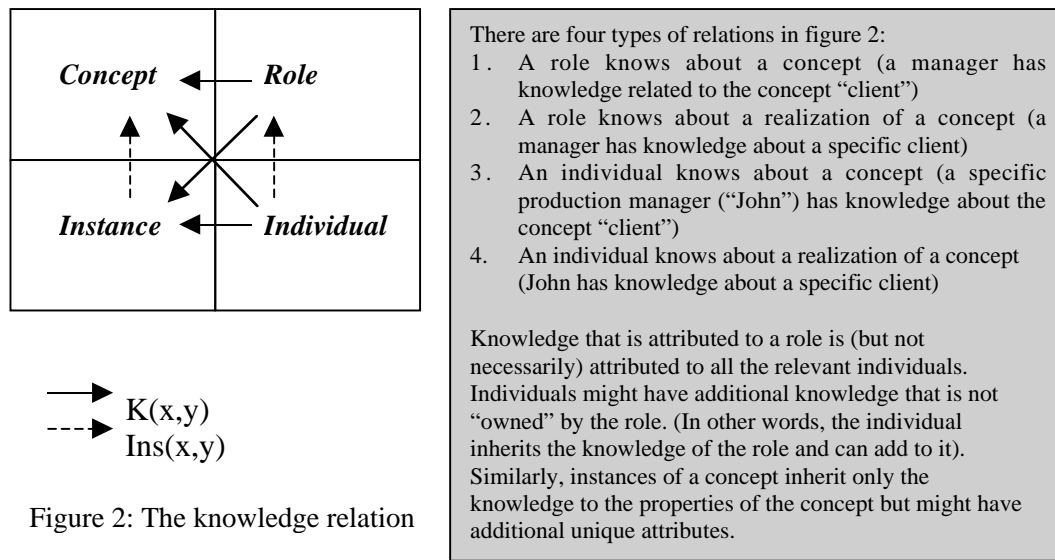 Concept Role
Instance Individual
K(x,y)
Ins(x,y)
Figure 2: The knowledge relation
There are four types of relations in figure 2:
1. A role knows about a concept (a manager has
knowledge related to the concept “client”)
2. A role knows about a realization of a concept (a
manager has knowledge about a specific client)
3. An individual knows about a concept (a specific
production manager (“John”) has knowledge about the
concept “client”)
4. An individual knows about a realization of a concept
(John has knowledge about a specific client)
Knowledge that is attributed to a role is (but not
necessarily) attributed to all the relevant individuals.
Individuals might have additional knowledge that is not
“owned” by the role. (In other words, the individual
inherits the knowledge of the role and can add to it).
Similarly, instances of a concept inherit only the
knowledge to the properties of the concept but might have
additional unique attributes.